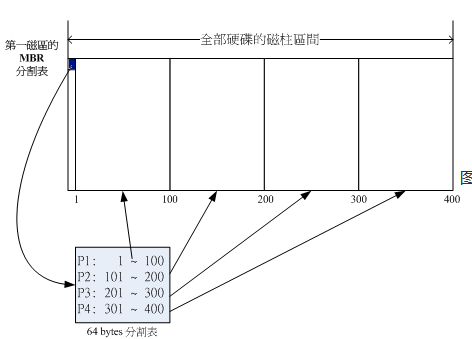 全部硬碟的磁柱區間
第一磁區的
MBR
分割表
图
1 100 200 300 400
P1: 1 ~ 100
P2: 101 ~ 200
P3: 201 ~ 300
P4: 301 ~ 400
64 bytes 分割表